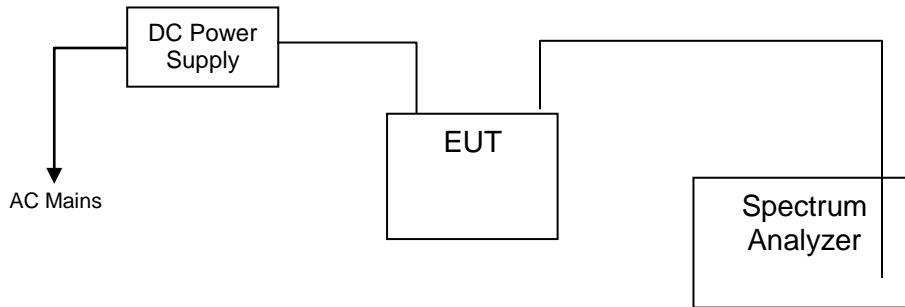 DC Power
Supply
EUT
AC Mains
Spectrum
Analyzer